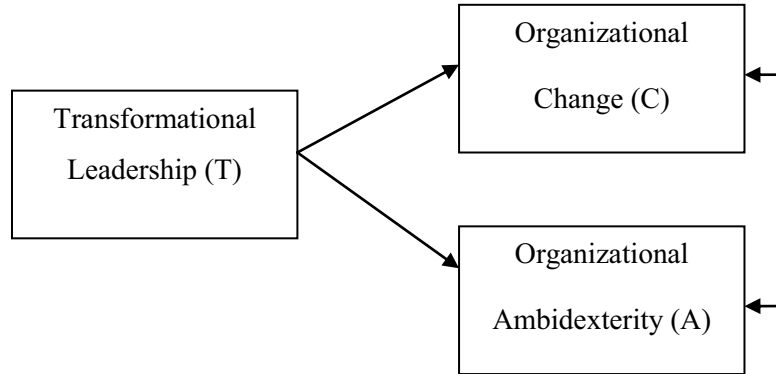 Organizational
Change (C)
Transformational
Leadership (T)
Organizational
Ambidexterity (A)